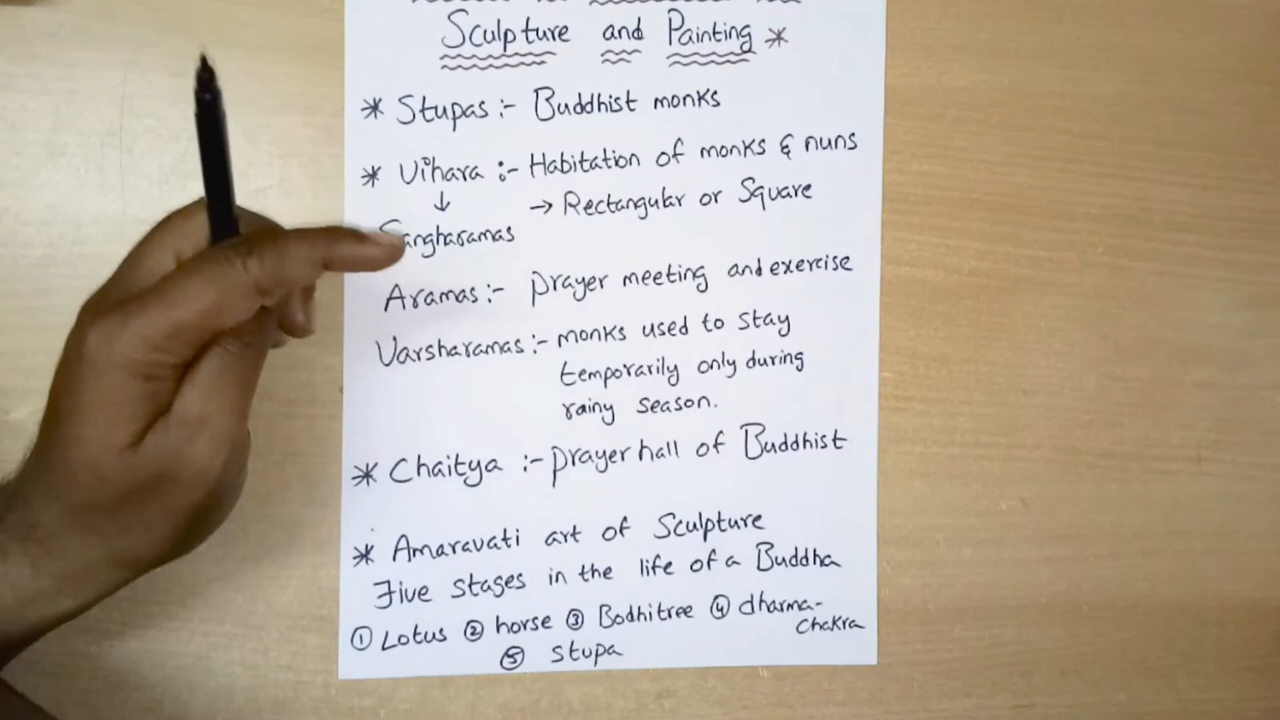 Sculpture and Painting *
* Stupas :- Buddhist monks
* Vihara :- Habitation of monks & nuns
↓ → Rectangular or Square
Sangharamas
Aramas :- prayer meeting and exercise
Varsharamas :- monks used to stay
temporarily only during
rainy season.
* Chaitya :- prayer hall of Buddhist
* Amaravati art of Sculpture
Five stages in the life of a Buddha
① Lotus ② horse ③ Bodhitree ④ dharma-
chakra
⑤ stupa